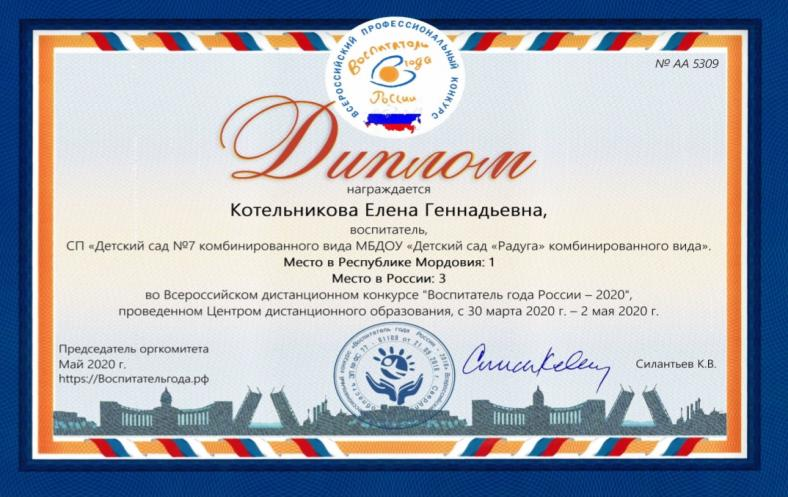 ВСЕРОССИЙСКИЙ ПРОФЕССИОНАЛЬНЫЙ КОНКУРС
Воспитатели
года
России
№ АА 5309
Диплом
награждается
Котельникова Елена Геннадьевна,
воспитатель,
СП «Детский сад №7 комбинированного вида МБДОУ «Детский сад «Радуга» комбинированного вида».
Место в Республике Мордовия: 1
Место в России: 3
во Всероссийском дистанционном конкурсе "Воспитатель года России – 2020",
проведенном Центром дистанционного образования, с 30 марта 2020 г. – 2 мая 2020 г.
Председатель оргкомитета
Май 2020 г.
https://Воспитательгода.рф
Силантьев К.В.